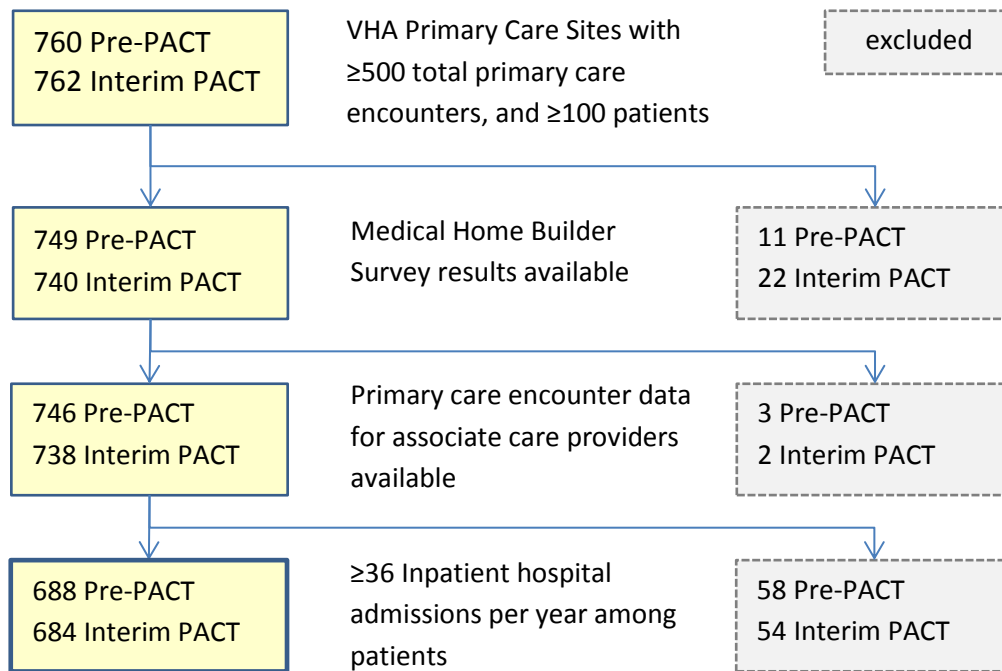 760 Pre-PACT
762 Interim PACT
VHA Primary Care Sites with
≥500 total primary care
encounters, and ≥100 patients
excluded
749 Pre-PACT
740 Interim PACT
Medical Home Builder
Survey results available
11 Pre-PACT
22 Interim PACT
746 Pre-PACT
738 Interim PACT
Primary care encounter data
for associate care providers
available
3 Pre-PACT
2 Interim PACT
688 Pre-PACT
684 Interim PACT
≥36 Inpatient hospital
admissions per year among
patients
58 Pre-PACT
54 Interim PACT